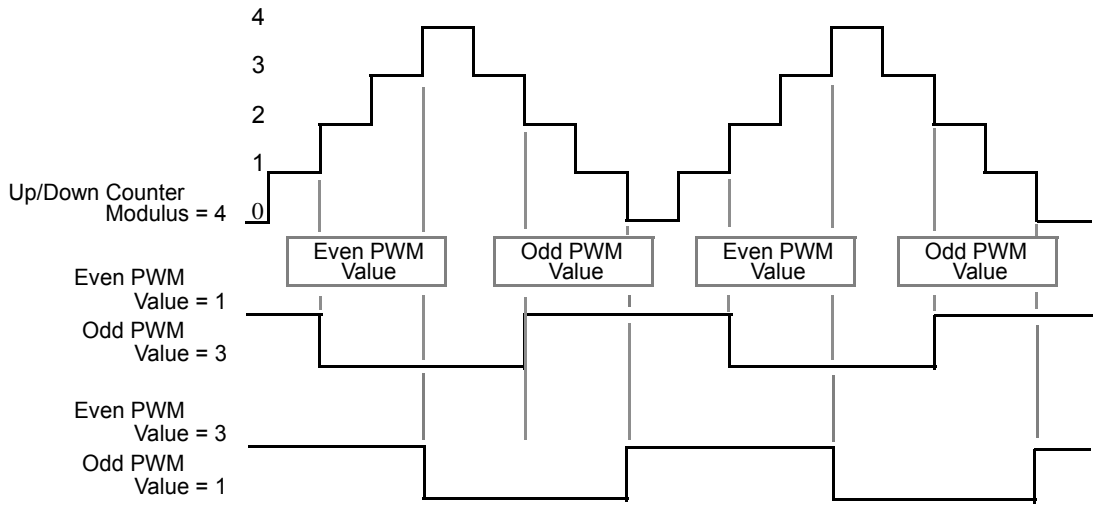 4
3
2
1
Up/Down Counter
Modulus = 4
0
Even PWM
Value
Odd PWM
Value
Even PWM
Value
Odd PWM
Value
Even PWM
Value = 1
Odd PWM
Value = 3
Even PWM
Value = 3
Odd PWM
Value = 1